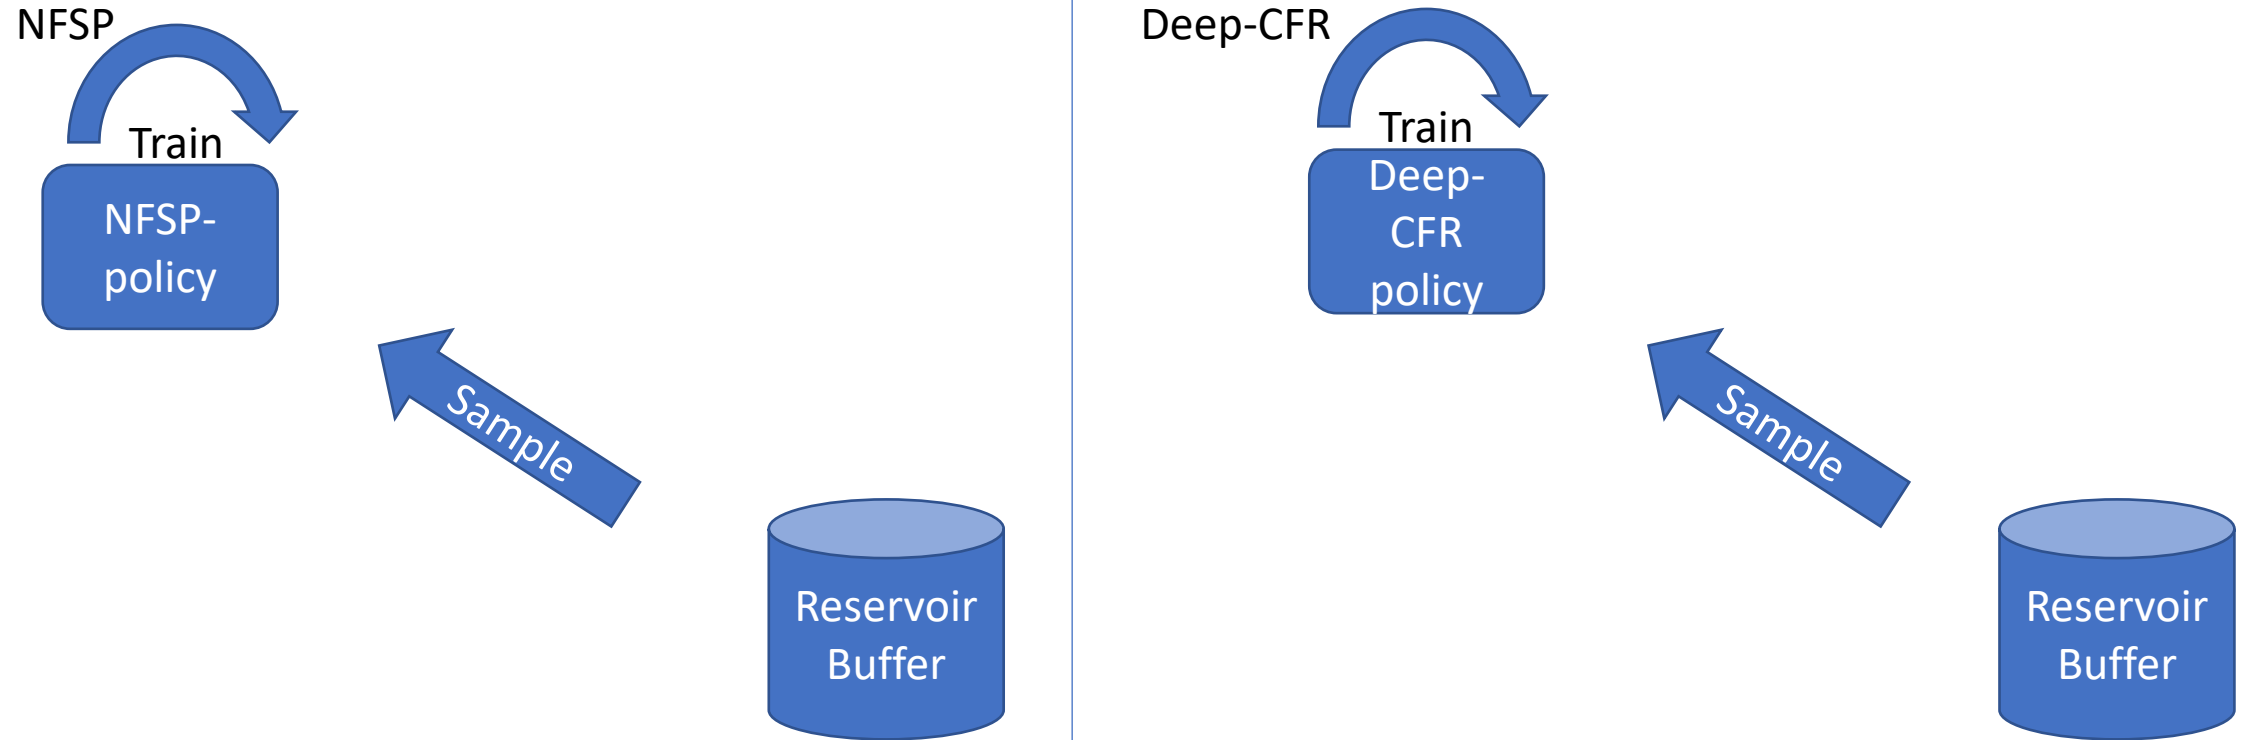 NFSP
Train
NFSP-
policy
Sample
Reservoir
Buffer
Deep-CFR
Train
Deep-
CFR
policy
Sample
Reservoir
Buffer